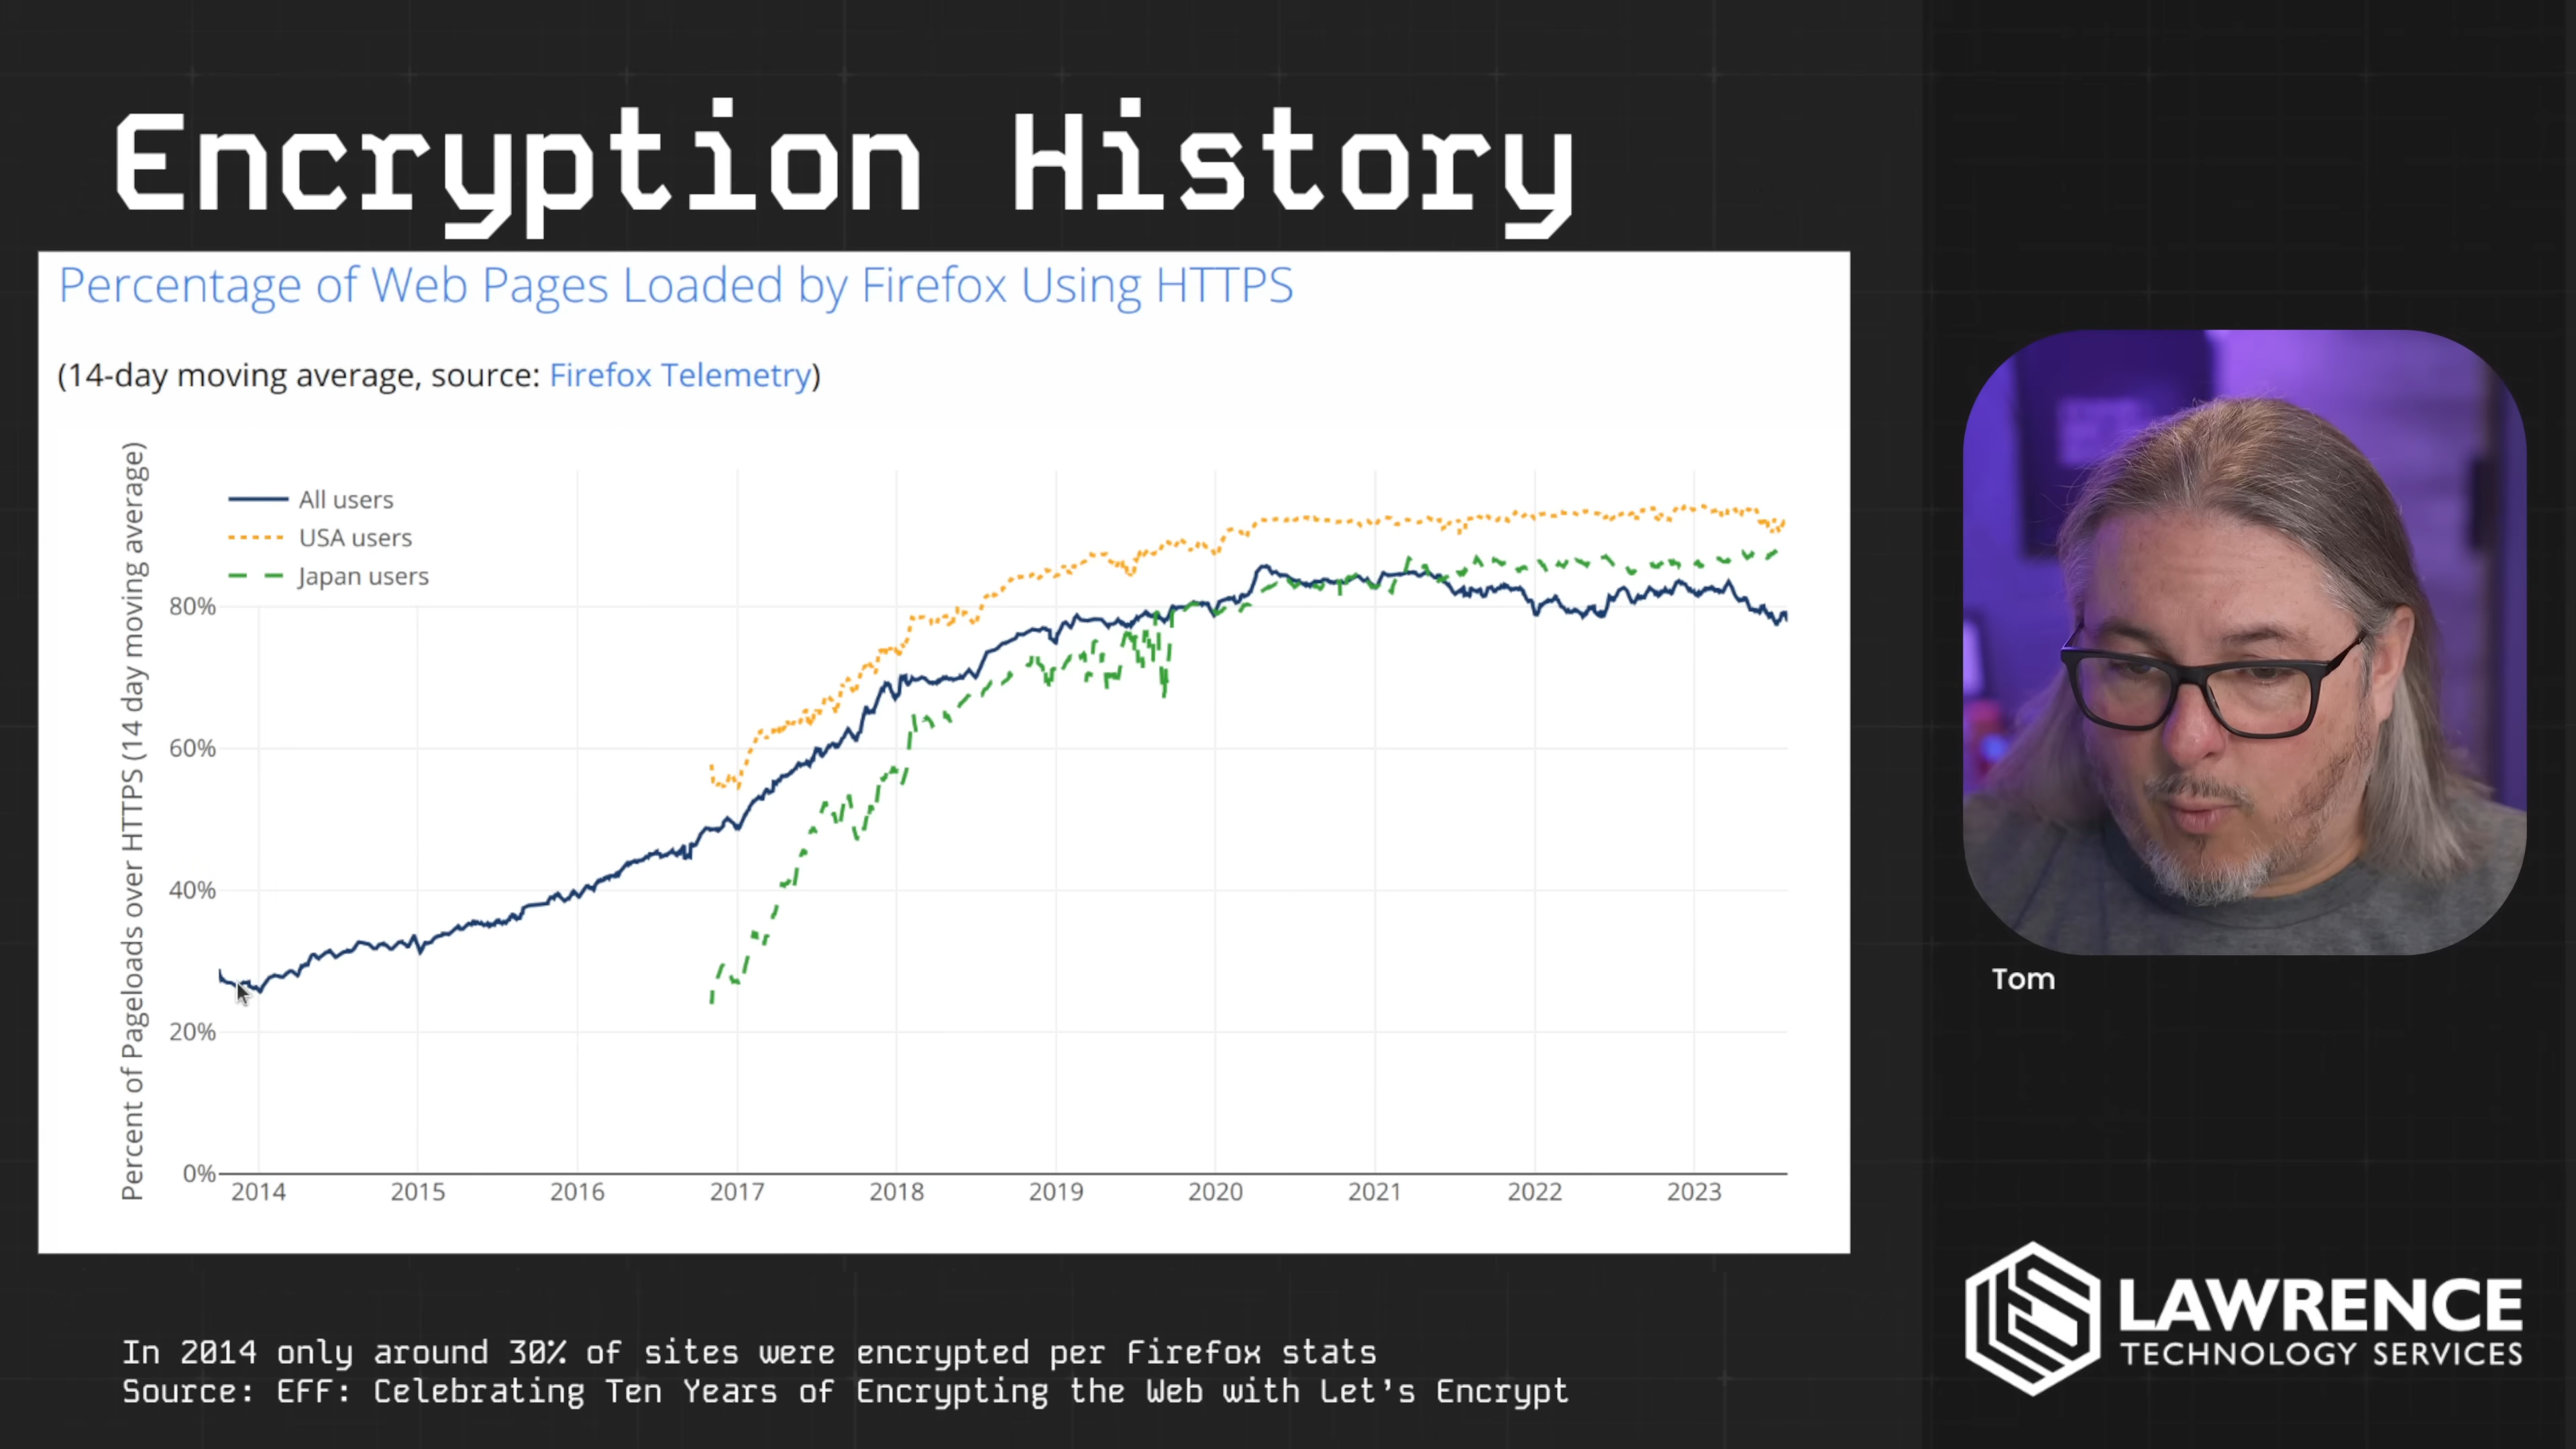 Encryption History
Percentage of Web Pages Loaded by Firefox Using HTTPS
(14-day moving average, source: Firefox Telemetry)
Percent of Pageloads over HTTPS (14 day moving average)
All users
USA users
Japan users
80%
60%
40%
20%
0%
2014 2015 2016 2017 2018 2019 2020 2021 2022 2023
Tom
In 2014 only around 30% of sites were encrypted per Firefox stats
Source: EFF: Celebrating Ten Years of Encrypting the Web with Let's Encrypt
LAWRENCE
TECHNOLOGY SERVICES